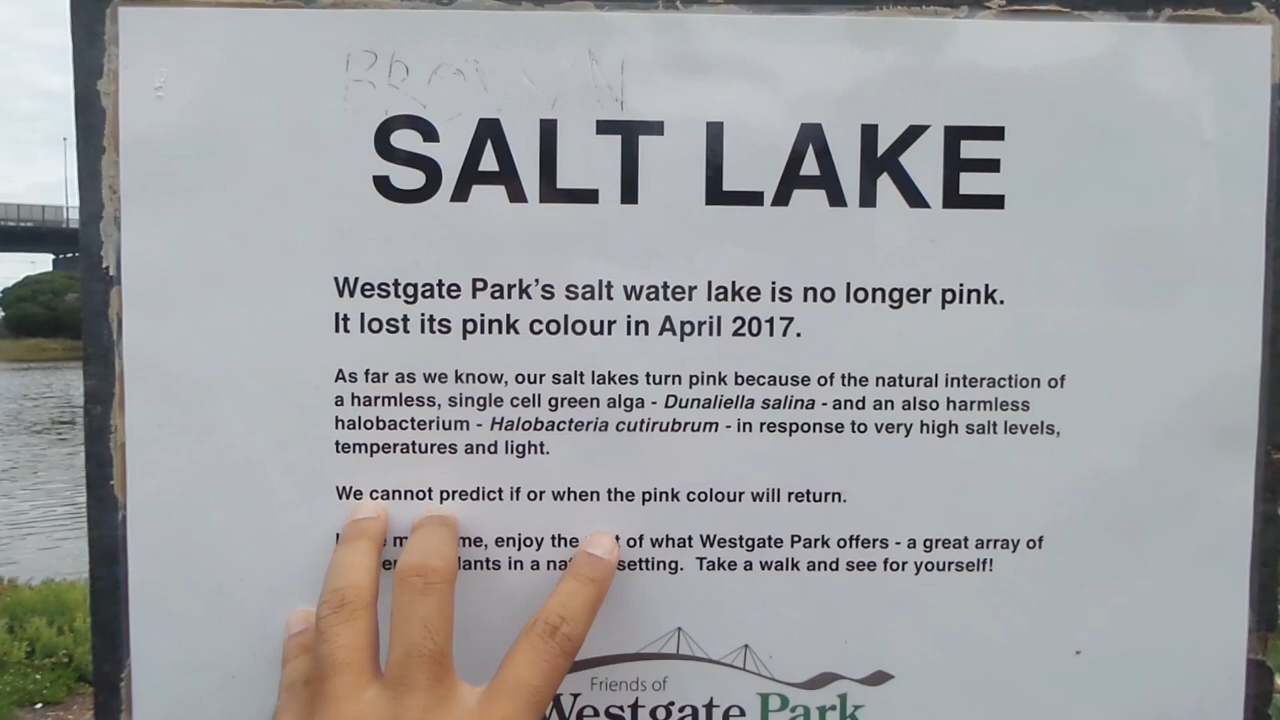 BROWN
SALT LAKE
Westgate Park's salt water lake is no longer pink.
It lost its pink colour in April 2017.
As far as we know, our salt lakes turn pink because of the natural interaction of
a harmless, single cell green alga - Dunaliella salina - and an also harmless
halobacterium - Halobacteria cutirubrum - in response to very high salt levels,
temperatures and light.
We cannot predict if or when the pink colour will return.
enjoy the of what Westgate Park offers - a great array of
in a setting. Take a walk and see for yourself!
Friends of
Westgate Park